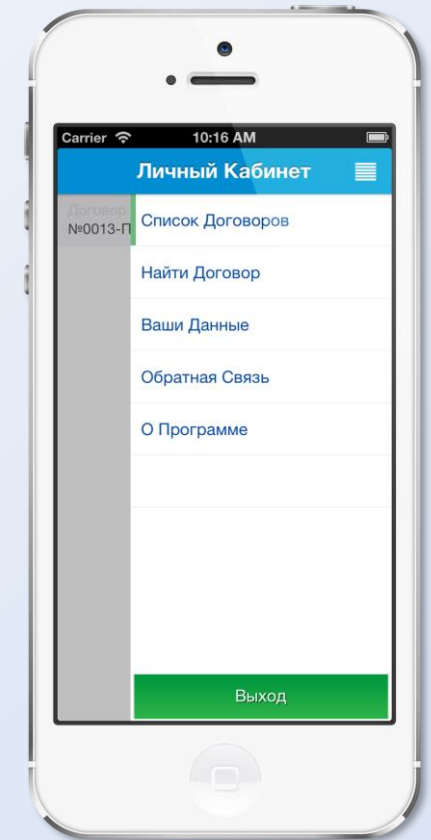 Carrier 10:16 AM
Личный Кабинет
Договор
№0013-П
Список Договоров
Найти Договор
Ваши Данные
Обратная Связь
О Программе
Выход